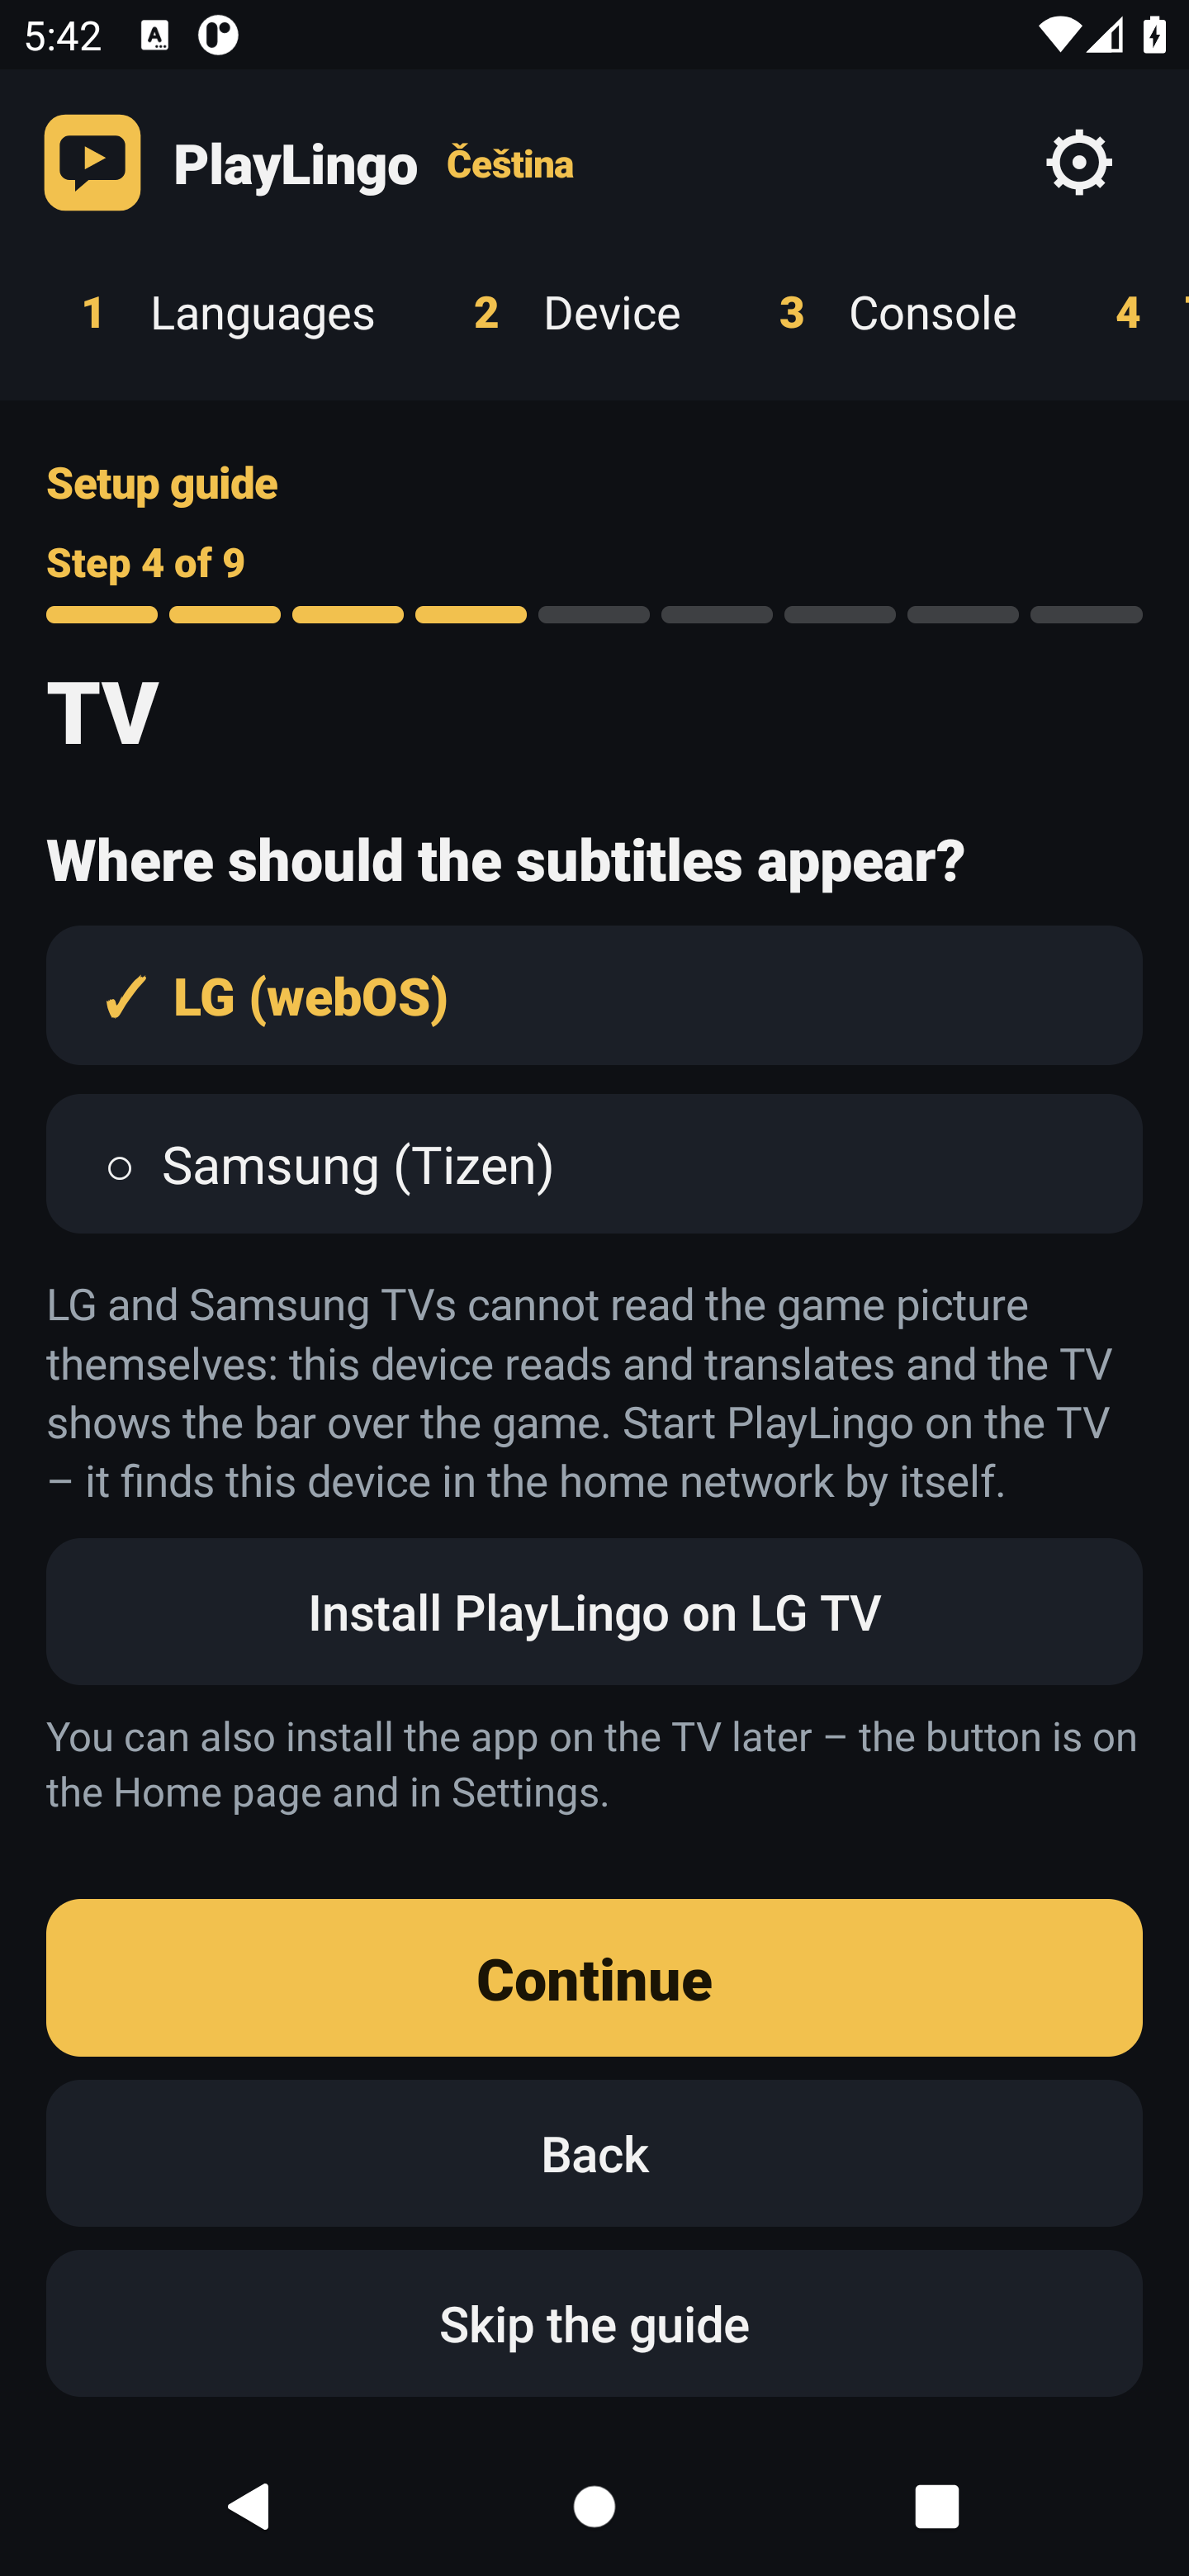 5:42
PlayLingo Čeština
1 Languages 2 Device 3 Console 4
Setup guide
Step 4 of 9
TV
Where should the subtitles appear?
✓ LG (webOS)
○ Samsung (Tizen)
LG and Samsung TVs cannot read the game picture
themselves: this device reads and translates and the TV
shows the bar over the game. Start PlayLingo on the TV
– it finds this device in the home network by itself.
Install PlayLingo on LG TV
You can also install the app on the TV later – the button is on
the Home page and in Settings.
Continue
Back
Skip the guide